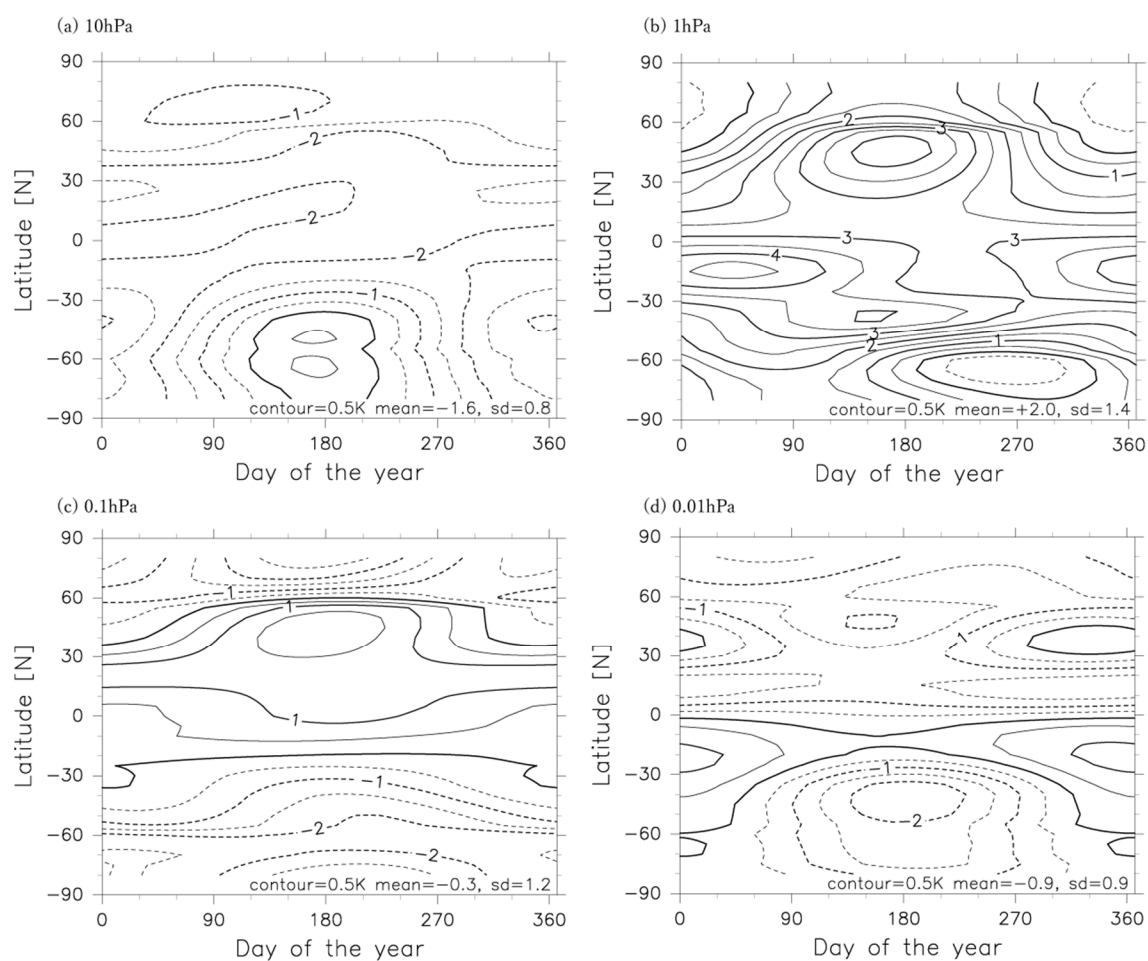 (a) 10hPa
(b) 1hPa
90
60
30
0
−30
−60
−90
Latitude [N]
1
−2
−2
−2
1
contour=0.5K mean=−1.6, sd=0.8
0 90 180 270 360
Day of the year
90
60
30
0
−30
−60
−90
Latitude [N]
2
3
1
3
3
4
3
2
1
contour=0.5K mean=+2.0, sd=1.4
0 90 180 270 360
Day of the year
(c) 0.1hPa
(d) 0.01hPa
90
60
30
0
−30
−60
−90
Latitude [N]
−1
1
1
−1
−2
−2
contour=0.5K mean=−0.3, sd=1.2
0 90 180 270 360
Day of the year
90
60
30
0
−30
−60
−90
Latitude [N]
−1
−1
−1
−2
contour=0.5K mean=−0.9, sd=0.9
0 90 180 270 360
Day of the year